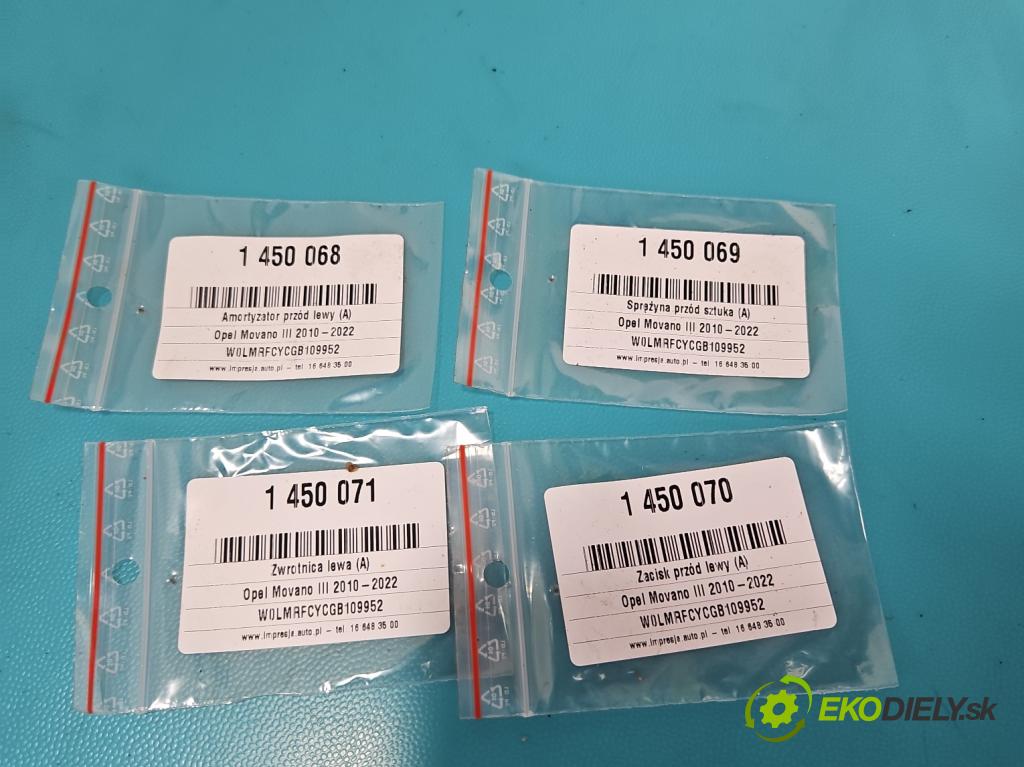 1 450 068
Amortyzator przód lewy (A)
Opel Movano III 2010-2022
W0LMRFCYCGB109952
www.impresja.auto.pl - tel 16 648 35 00
1 450 069
Sprężyna przód sztuka (A)
Opel Movano III 2010-2022
W0LMRFCYCGB109952
www.impresja.auto.pl - tel 16 648 35 00
1 450 071
Zwrotnica lewa (A)
Opel Movano III 2010-2022
W0LMRFCYCGB109952
www.impresja.auto.pl - tel 16 648 35 00
1 450 070
Zacisk przód lewy (A)
Opel Movano III 2010-2022
W0LMRFCYCGB109952
www.impresja.auto.pl - tel 16 648 35 00
EKODIELY.sk